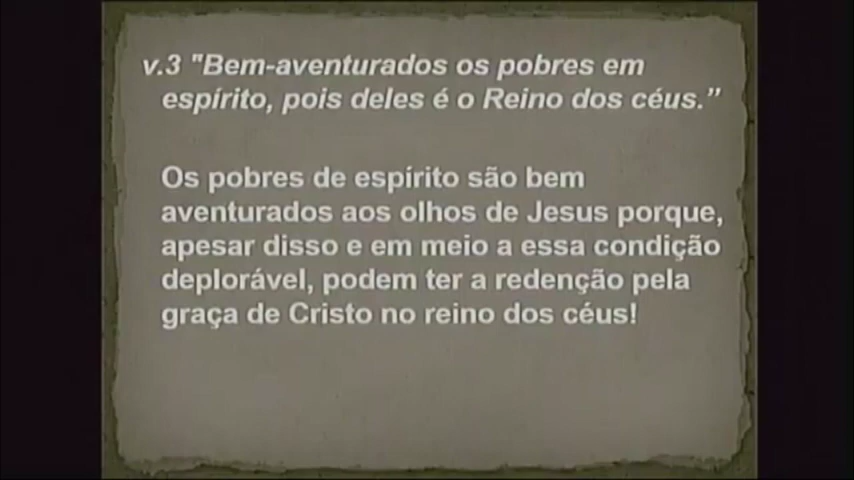 v.3 "Bem-aventurados os pobres em
espírito, pois deles é o Reino dos céus.”
Os pobres de espírito são bem
aventurados aos olhos de Jesus porque,
apesar disso e em meio a essa condição
deplorável, podem ter a redenção pela
graça de Cristo no reino dos céus!